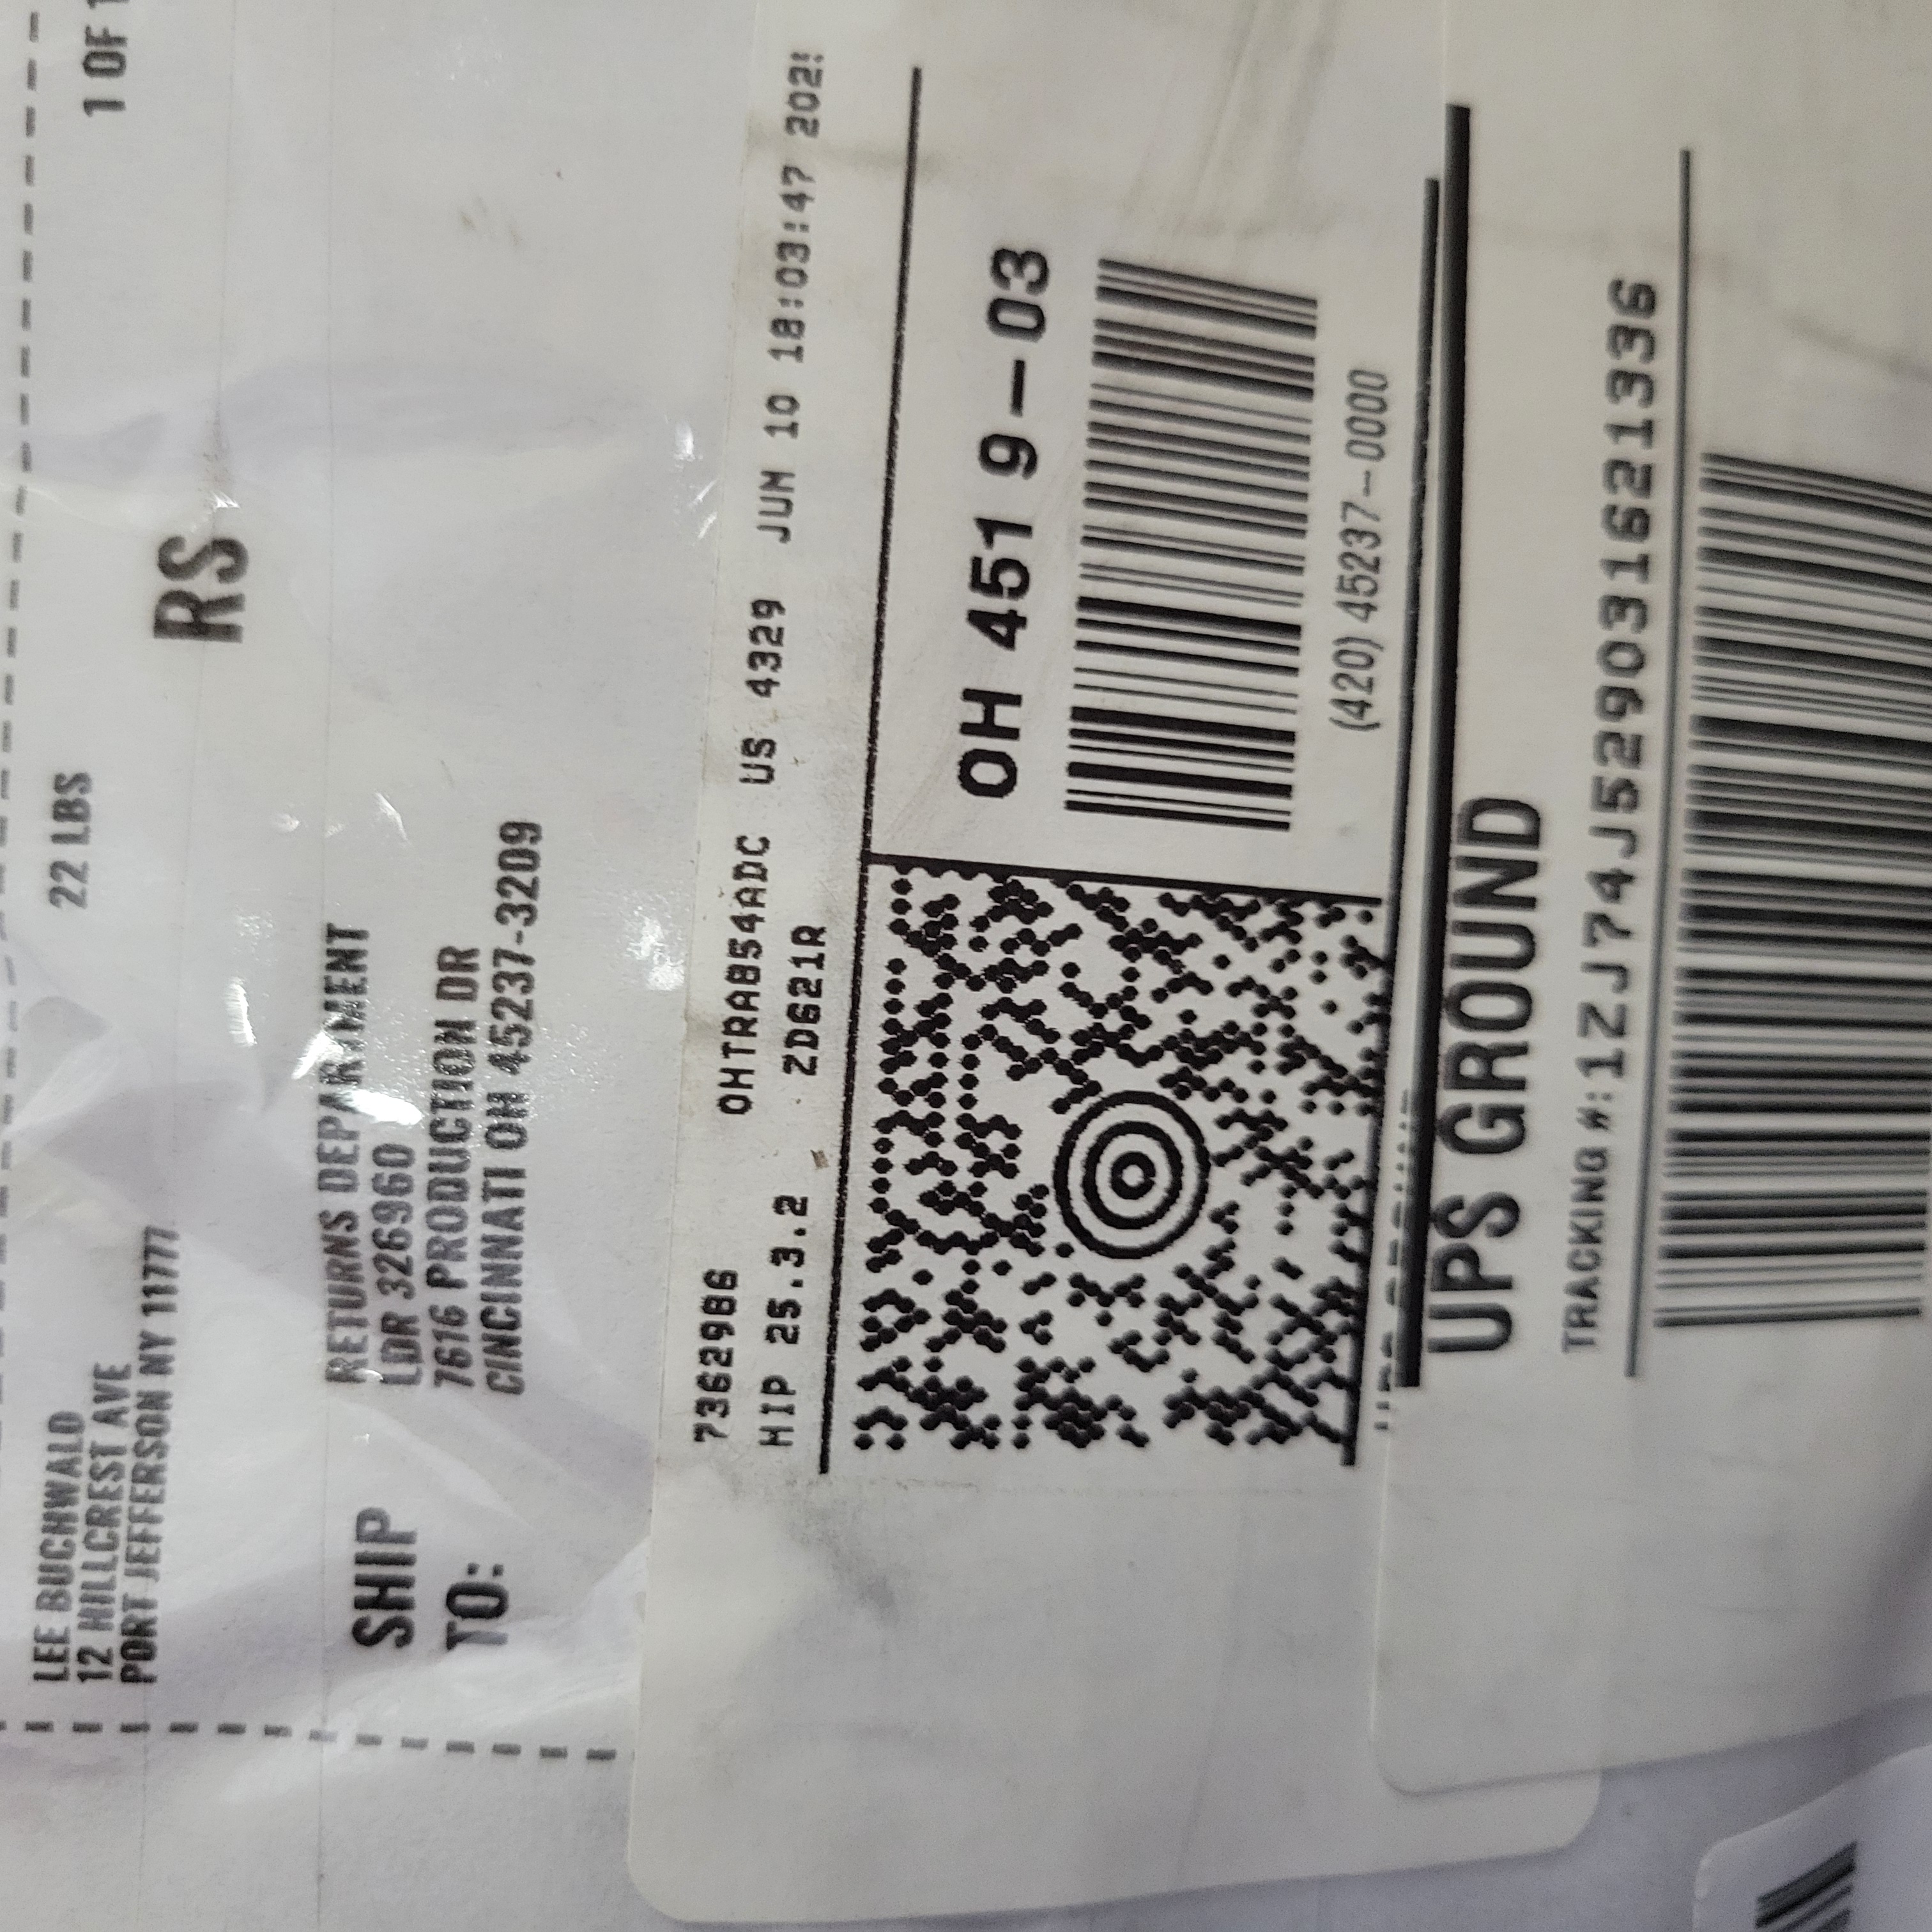 LEE BUCHWALD
12 HILLCREST AVE
PORT JEFFERSON NY 11777
22 LBS
1 OF 1
RS
SHIP
TO:
RETURNS DEPARTMENT
LDR 326960
7616 PRODUCTION DR
CINCINNATI OH 45237-3209
7362986 OHTRAB54ADC US 4329 JUN 10 18:03:47 202
HIP 25.3.2 ZD621R
OH 451 9-03
(420) 45237-0000
UPS GROUND
TRACKING #:1ZJ74J529031621336